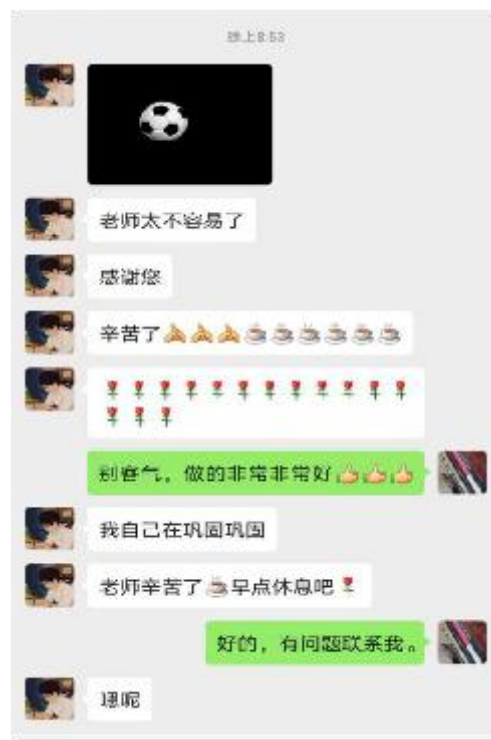 晚上8:53
老师太不容易了
感谢您
辛苦了🙏🙏🙏☕☕☕☕☕☕
🌹🌹🌹🌹🌹🌹🌹🌹🌹🌹🌹🌹
🌹🌹🌹
别客气，做的非常非常好👍👍👍
我自己在巩固巩固
老师辛苦了☕早点休息吧🌹
好的，有问题联系我。
嗯呢